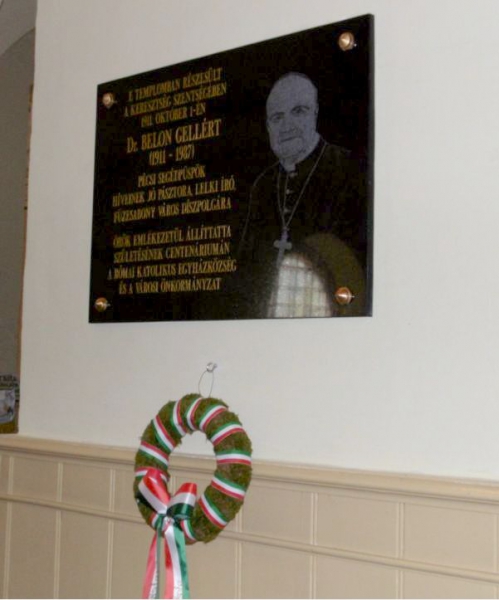 E TEMPLOMBAN RÉSZESÜLT
A KERESZTSÉG SZENTSÉGÉBEN
1911. OKTÓBER 1-ÉN
Dr. BELON GELLÉRT
(1911 - 1987)
PÉCSI SEGÉDPÜSPÖK
HÍVEINEK JÓ PÁSZTORA, LELKI ÍRÓ,
FÜZESABONY VÁROS DÍSZPOLGÁRA
ÖRÖK EMLÉKEZETÜL ÁLLÍTTATTA
SZÜLETÉSÉNEK CENTENÁRIUMÁN
A RÓMAI KATOLIKUS EGYHÁZKÖZSÉG
ÉS A VÁROSI ÖNKORMÁNYZAT